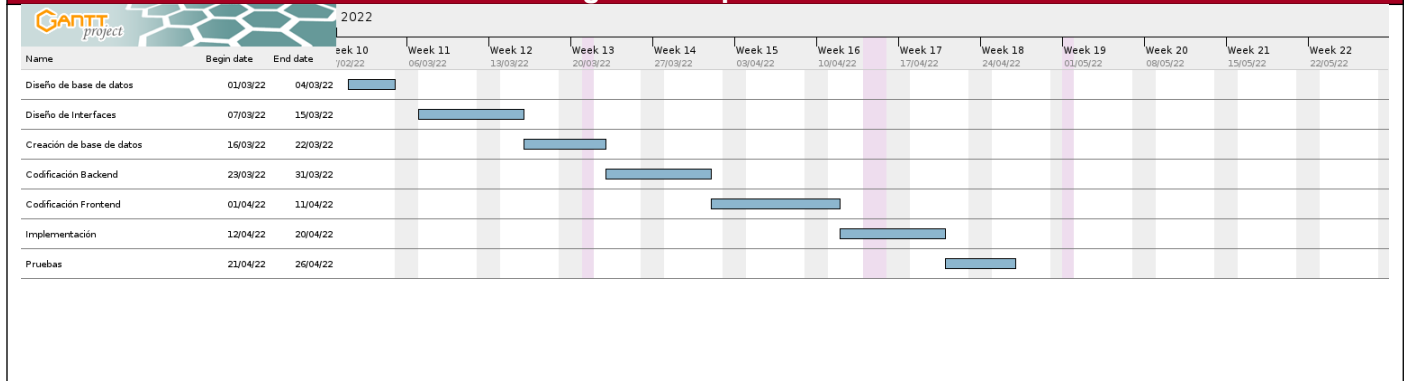 GANTT
project
2022
Name Begin date End date
eek 10 Week 11 Week 12 Week 13 Week 14 Week 15 Week 16 Week 17 Week 18 Week 19 Week 20 Week 21 Week 22
/02/22 06/03/22 13/03/22 20/03/22 27/03/22 03/04/22 10/04/22 17/04/22 24/04/22 01/05/22 08/05/22 15/05/22 22/05/22
Diseño de base de datos 01/03/22 04/03/22
Diseño de Interfaces 07/03/22 15/03/22
Creación de base de datos 16/03/22 22/03/22
Codificación Backend 23/03/22 31/03/22
Codificación Frontend 01/04/22 11/04/22
Implementación 12/04/22 20/04/22
Pruebas 21/04/22 26/04/22